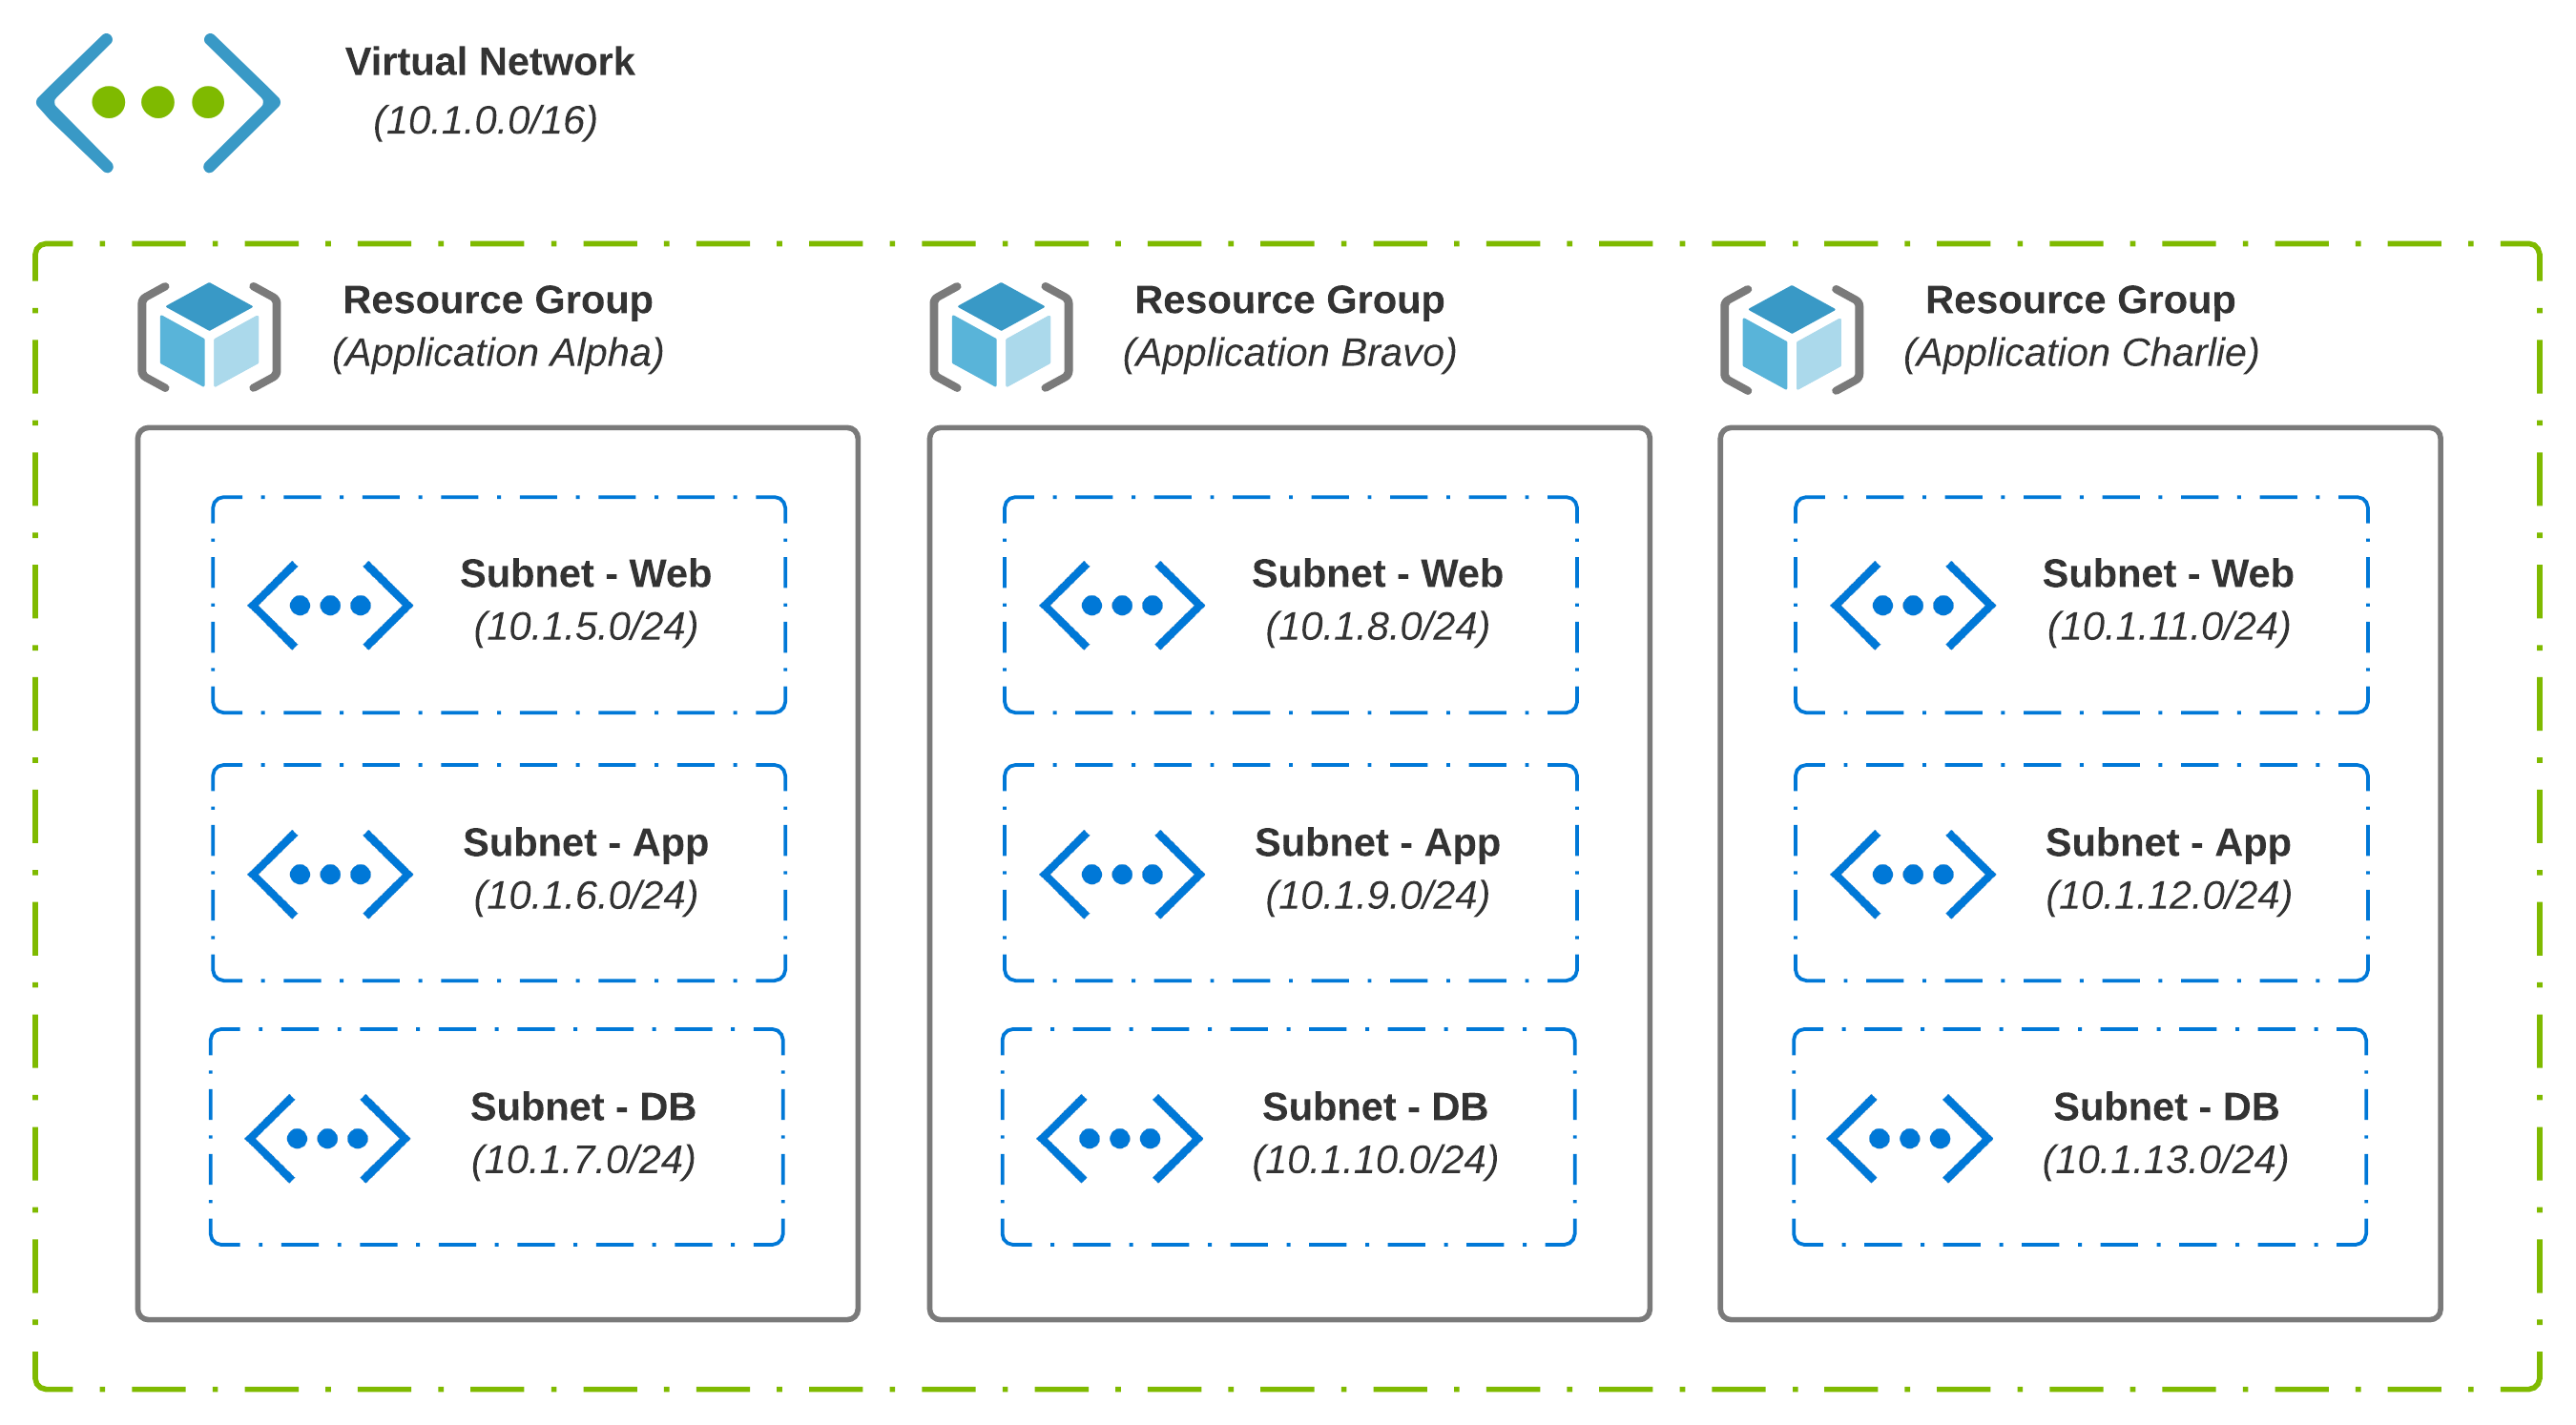 Virtual Network
(10.1.0.0/16)
Resource Group
(Application Alpha)
Subnet - Web
(10.1.5.0/24)
Subnet - App
(10.1.6.0/24)
Subnet - DB
(10.1.7.0/24)
Resource Group
(Application Bravo)
Subnet - Web
(10.1.8.0/24)
Subnet - App
(10.1.9.0/24)
Subnet - DB
(10.1.10.0/24)
Resource Group
(Application Charlie)
Subnet - Web
(10.1.11.0/24)
Subnet - App
(10.1.12.0/24)
Subnet - DB
(10.1.13.0/24)